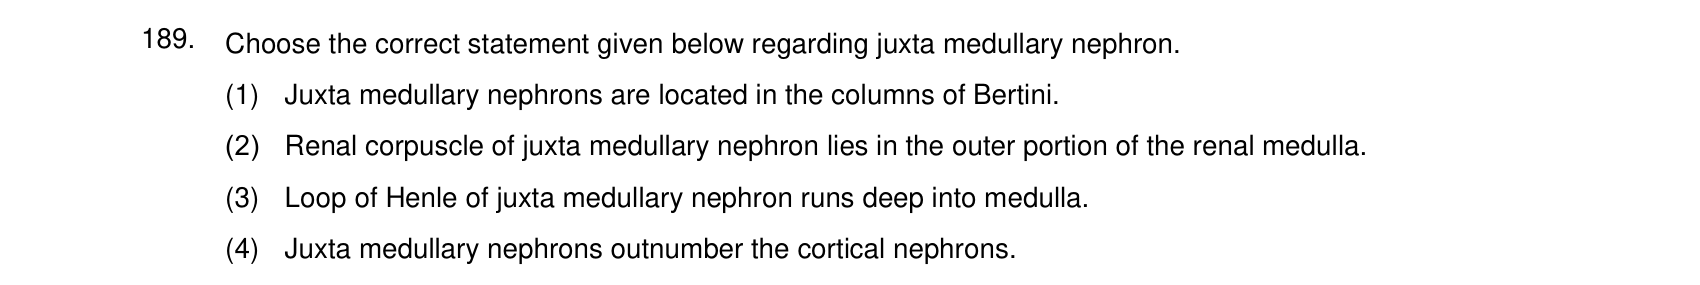 189. Choose the correct statement given below regarding juxta medullary nephron.
(1) Juxta medullary nephrons are located in the columns of Bertini.
(2) Renal corpuscle of juxta medullary nephron lies in the outer portion of the renal medulla.
(3) Loop of Henle of juxta medullary nephron runs deep into medulla.
(4) Juxta medullary nephrons outnumber the cortical nephrons.